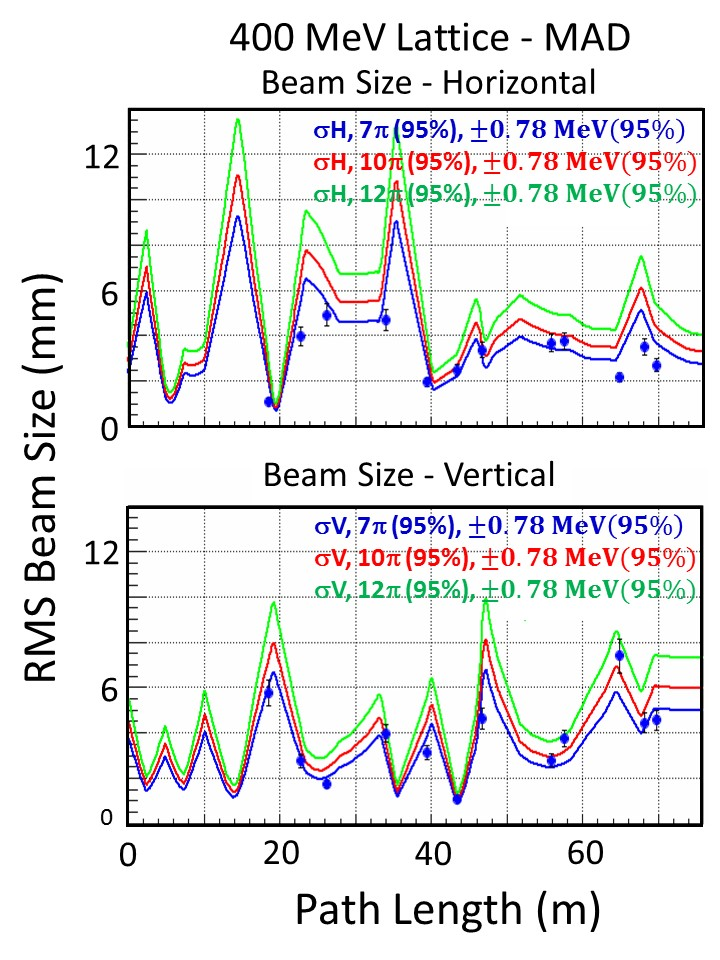 400 MeV Lattice - MAD
Beam Size - Horizontal
σH, 7π (95%), ±0.78 MeV(95%)
σH, 10π (95%), ±0.78 MeV(95%)
σH, 12π (95%), ±0.78 MeV(95%)
12
6
0
RMS Beam Size (mm)
Beam Size - Vertical
σV, 7π (95%), ±0.78 MeV(95%)
σV, 10π (95%), ±0.78 MeV(95%)
σV, 12π (95%), ±0.78 MeV(95%)
12
6
0
0 20 40 60
Path Length (m)